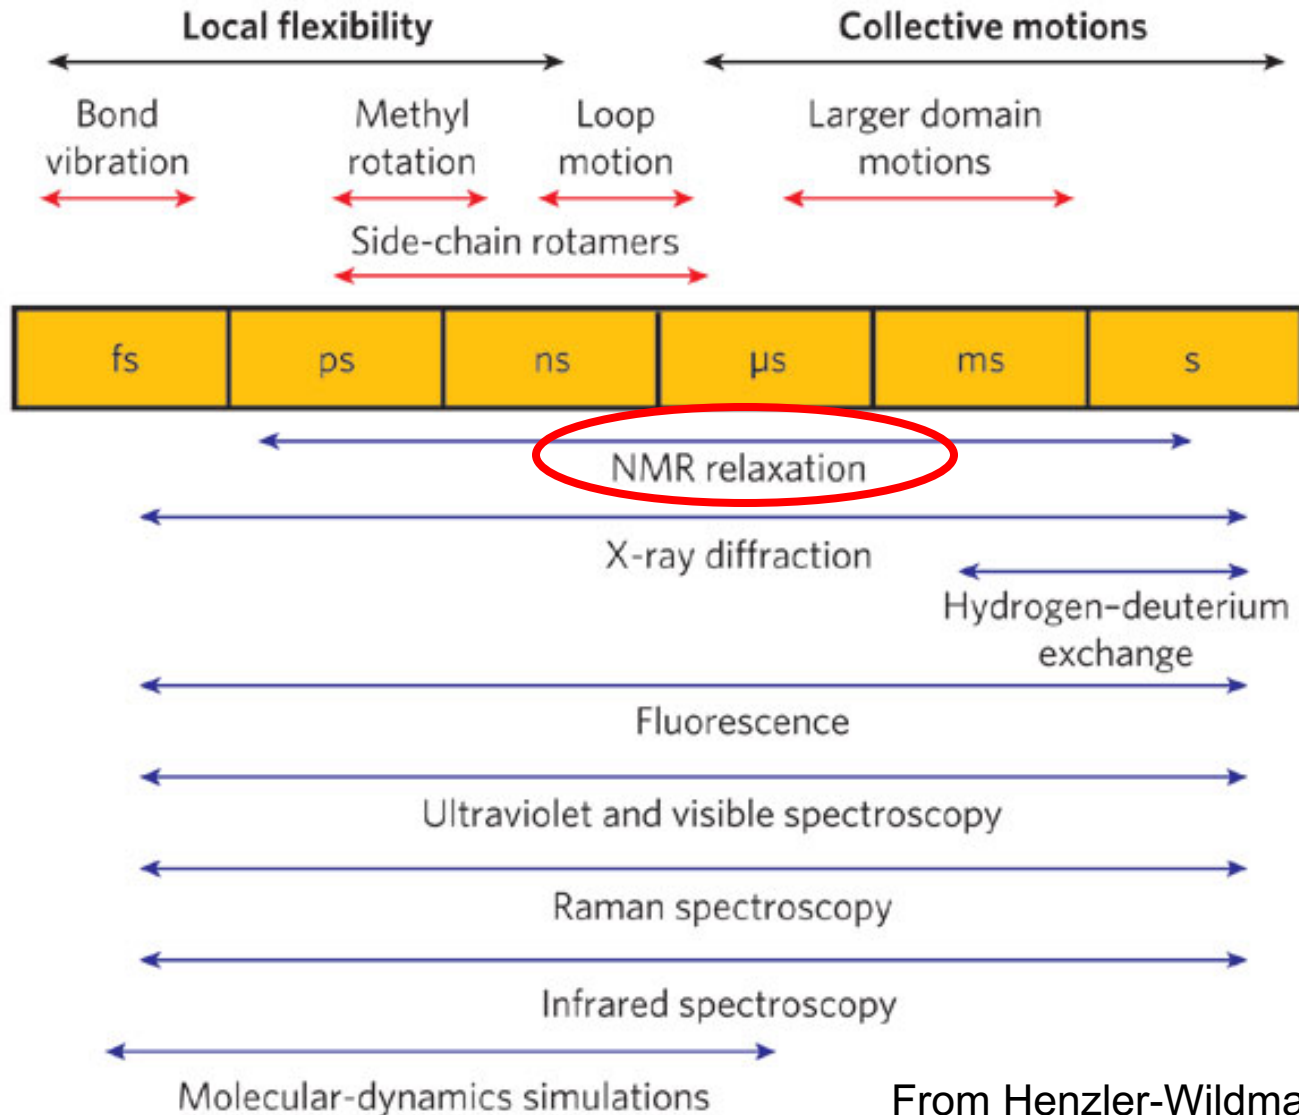 Local flexibility
Collective motions
Bond
vibration
Methyl
rotation
Loop
motion
Larger domain
motions
Side-chain rotamers
fs
ps
ns
μs
ms
s
NMR relaxation
X-ray diffraction
Hydrogen–deuterium
exchange
Fluorescence
Ultraviolet and visible spectroscopy
Raman spectroscopy
Infrared spectroscopy
Molecular-dynamics simulations
From Henzler-Wildma